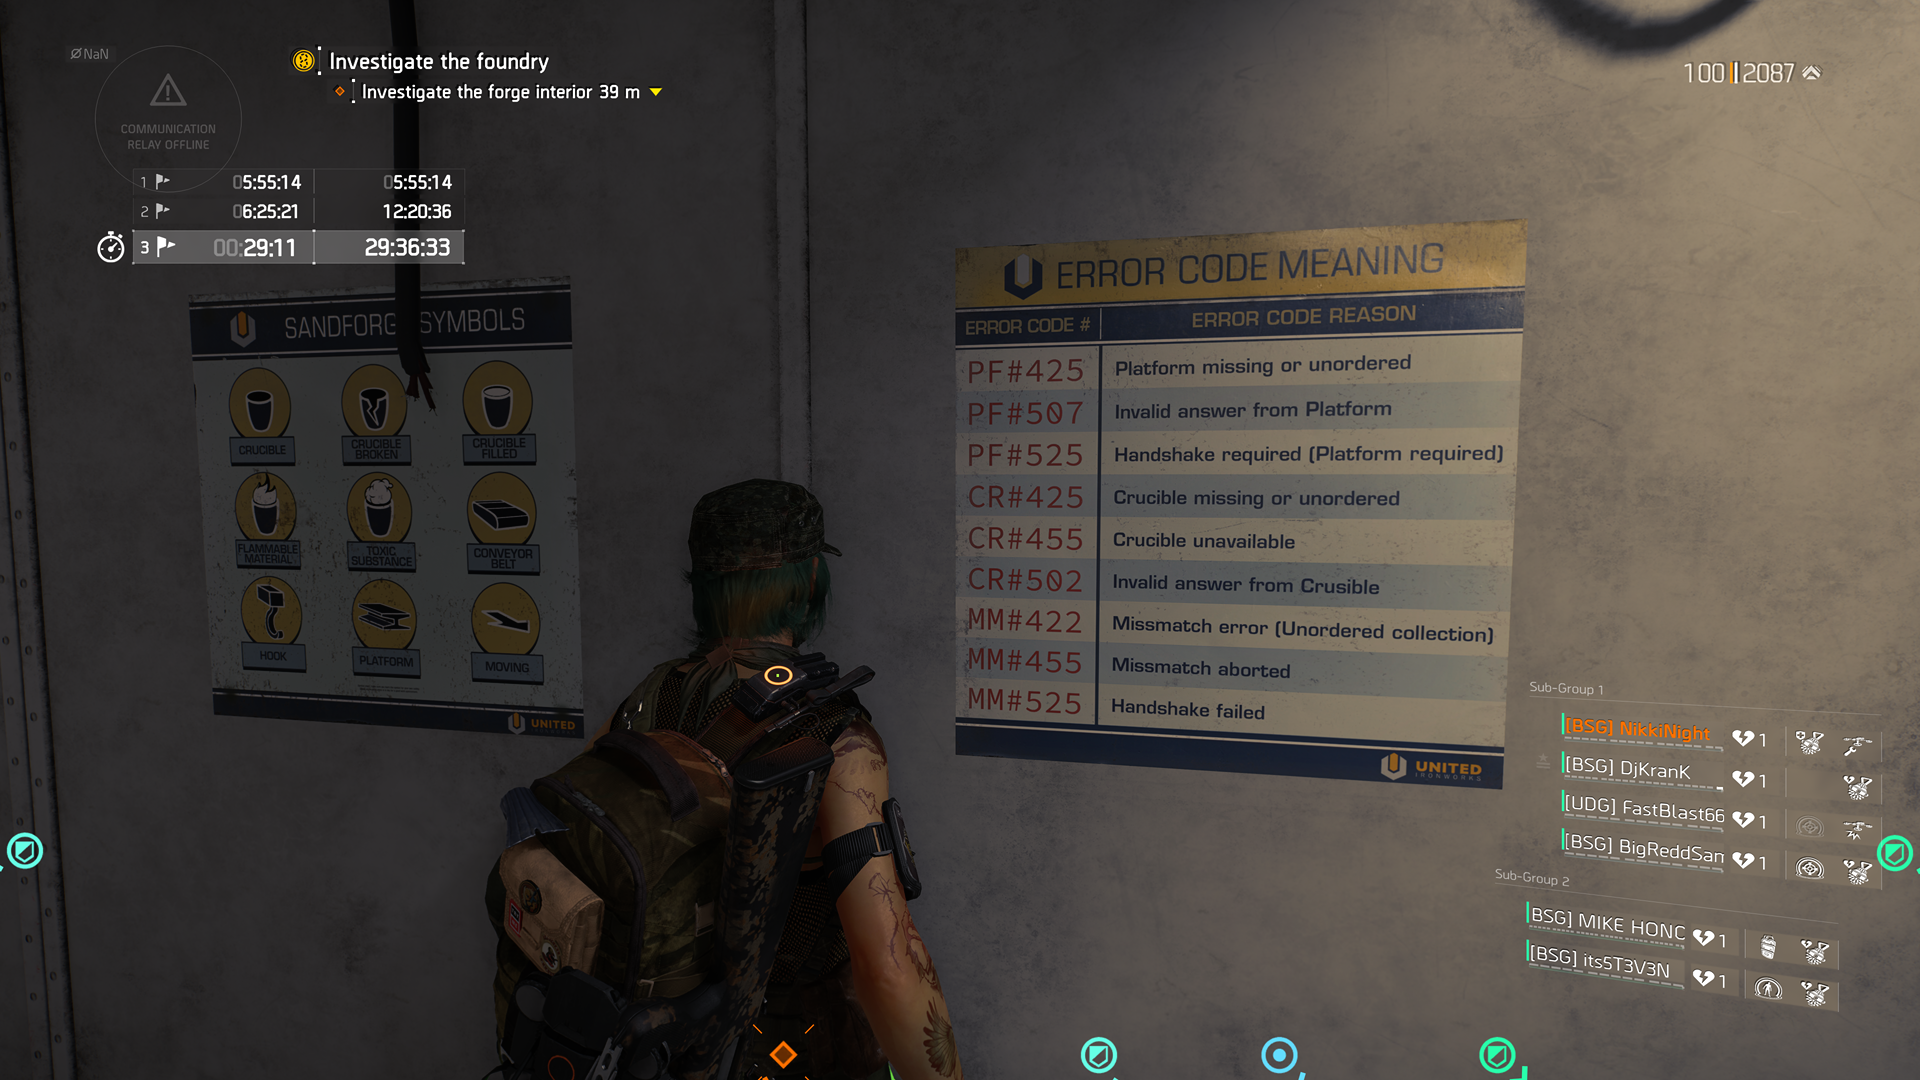 ØNaN
COMMUNICATION
RELAY OFFLINE
Investigate the foundry
Investigate the forge interior 39 m
1 05:55:14 05:55:14
2 06:25:21 12:20:36
3 00:29:11 29:36:33
100 2087
SANDFORGE SYMBOLS
CRUCIBLE
CRUCIBLE BROKEN
CRUCIBLE FILLED
FLAMMABLE MATERIAL
TOXIC SUBSTANCE
CONVEYOR BELT
HOOK
PLATFORM
MOVING
UNITED
ERROR CODE MEANING
ERROR CODE # ERROR CODE REASON
PF#425 Platform missing or unordered
PF#507 Invalid answer from Platform
PF#525 Handshake required (Platform required)
CR#425 Crucible missing or unordered
CR#455 Crucible unavailable
CR#502 Invalid answer from Crusible
MM#422 Missmatch error (Unordered collection)
MM#455 Missmatch aborted
MM#525 Handshake failed
UNITED
IRONWORKS
Sub-Group 1
[BSG] NikkiNight 1
[BSG] DjKranK 1
[UDG] FastBlast66 1
[BSG] BigReddSan 1
Sub-Group 2
BSG] MIKE HONC 1
[BSG] its5T3V3N 1